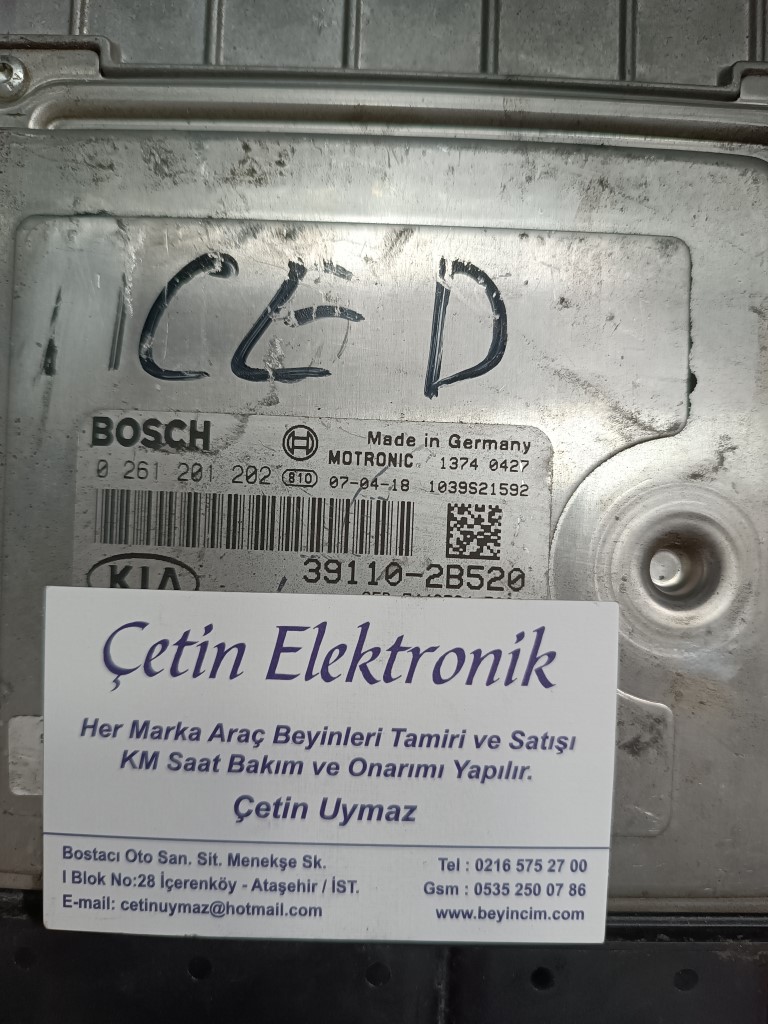 CED
BOSCH
Made in Germany
MOTRONIC 1374 0427
0 261 201 202 810 07-04-18 1039S21592
KIA
39110-2B520
Çetin Elektronik
Her Marka Araç Beyinleri Tamiri ve Satışı
KM Saat Bakım ve Onarımı Yapılır.
Çetin Uymaz
Bostacı Oto San. Sit. Menekşe Sk.
I Blok No:28 İçerenköy - Ataşehir / İST.
E-mail: cetinuymaz@hotmail.com
Tel : 0216 575 27 00
Gsm : 0535 250 07 86
www.beyincim.com